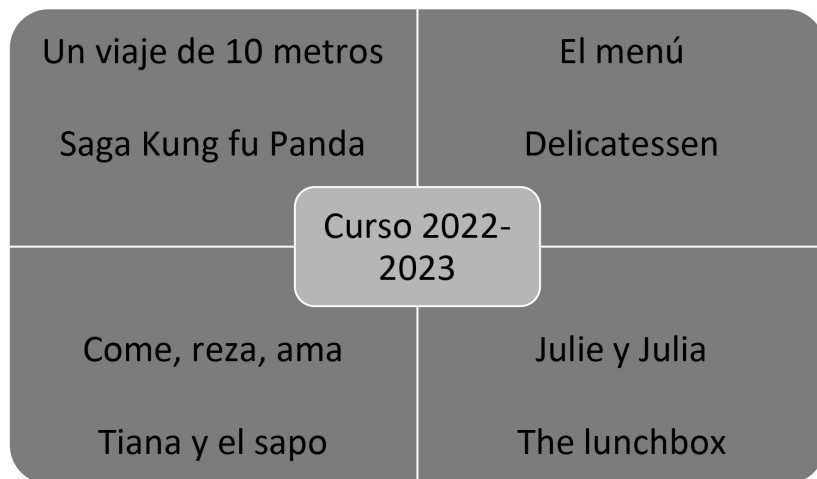 Un viaje de 10 metros
Saga Kung fu Panda
El menú
Delicatessen
Curso 2022-
2023
Come, reza, ama
Tiana y el sapo
Julie y Julia
The lunchbox